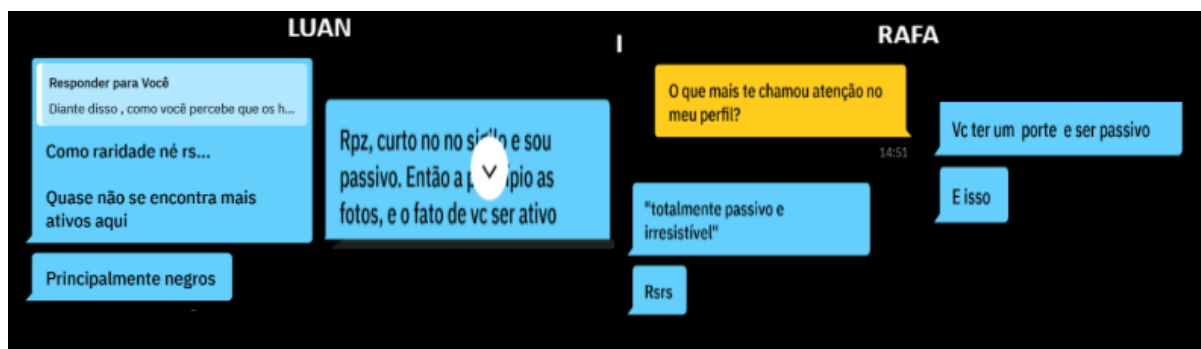 LUAN
Responder para Você
Diante disso , como você percebe que os h...
Como raridade né rs...
Quase não se encontra mais
ativos aqui
Principalmente negros
Rpz, curto no no e sou
passivo. Então a as
fotos, e o fato de vc ser ativo
RAFA
O que mais te chamou atenção no
meu perfil?
14:51
Vc ter um porte e ser passivo
E isso
"totalmente passivo e
irresistível"
Rsrs